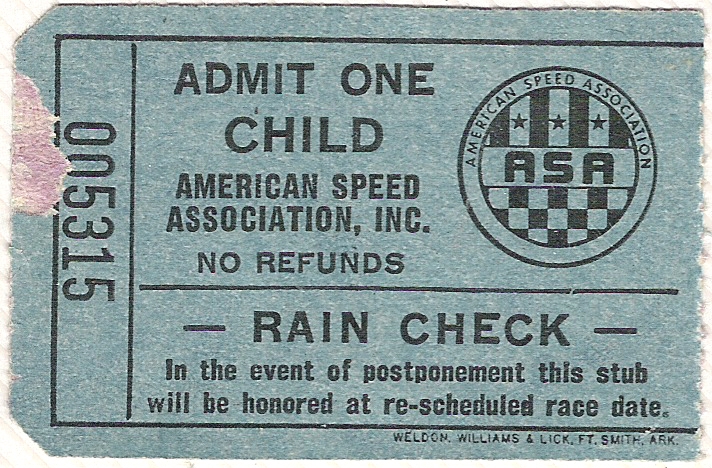 005315
ADMIT ONE
CHILD
AMERICAN SPEED
ASSOCIATION, INC.
NO REFUNDS
AMERICAN SPEED ASSOCIATION
ASA
— RAIN CHECK —
In the event of postponement this stub
will be honored at re-scheduled race date.
WELDON, WILLIAMS & LICK, FT. SMITH, ARK.